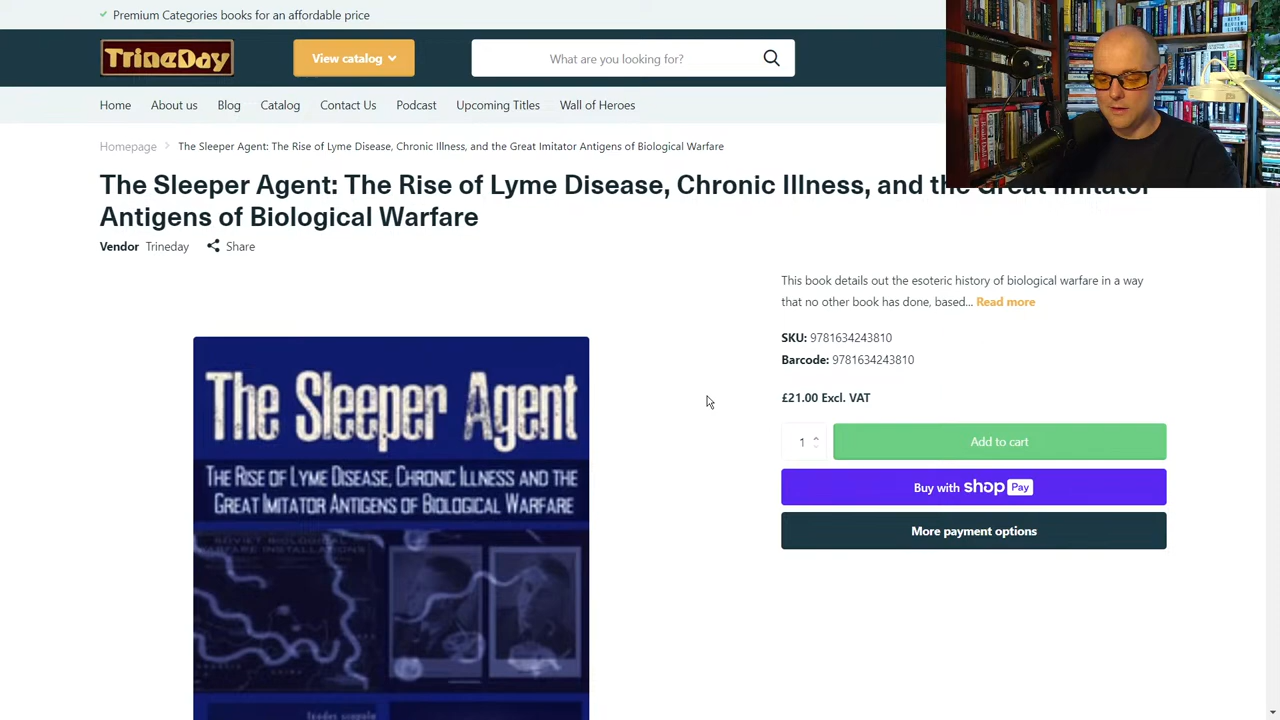 Premium Categories books for an affordable price
TrineDay
View catalog
What are you looking for?
Home About us Blog Catalog Contact Us Podcast Upcoming Titles Wall of Heroes
Homepage The Sleeper Agent: The Rise of Lyme Disease, Chronic Illness, and the Great Imitator Antigens of Biological Warfare
The Sleeper Agent: The Rise of Lyme Disease, Chronic Illness, and the Great Imitator
Antigens of Biological Warfare
Vendor Trineday Share
This book details out the esoteric history of biological warfare in a way
that no other book has done, based... Read more
SKU: 9781634243810
Barcode: 9781634243810
£21.00 Excl. VAT
1
Add to cart
Buy with shop Pay
More payment options
The Sleeper Agent
The Rise of Lyme Disease, Chronic Illness and the
Great Imitator Antigens of Biological Warfare
Soviet Biological
Warfare Installations